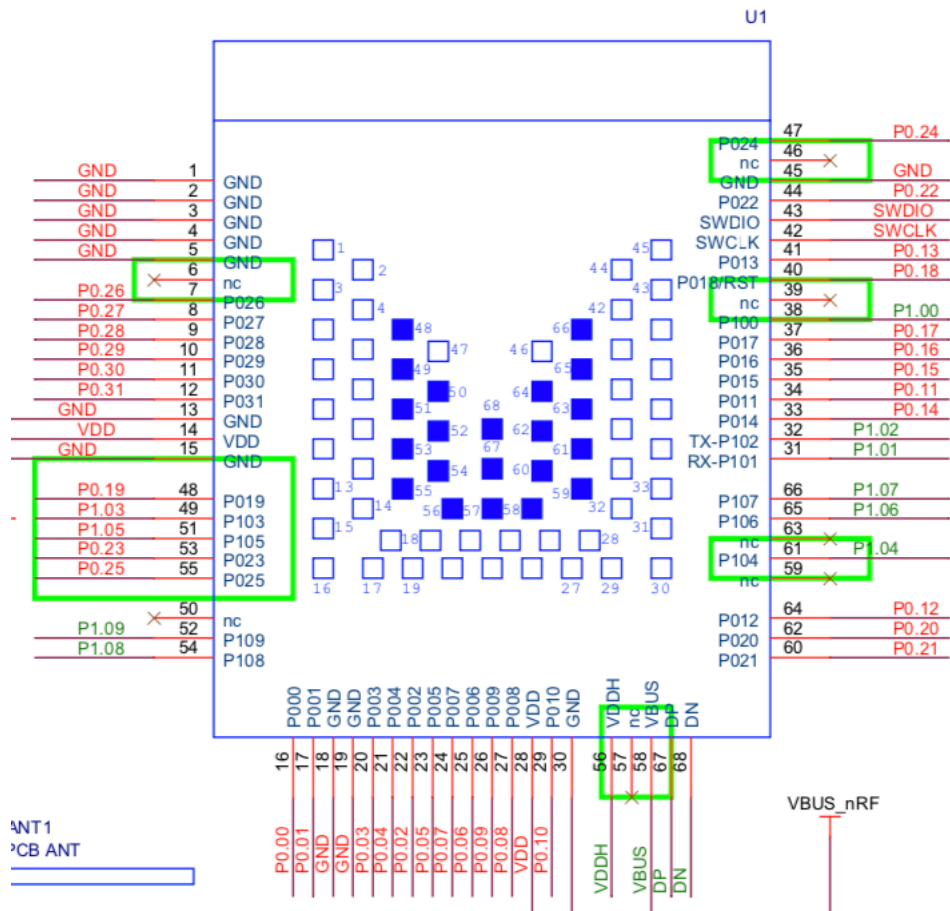 U1
47 P0.24
P024
46
nc
GND 1 45 GND
GND GND
GND 2 44 P0.22
GND P022
GND 3 43 SWDIO
GND SWDIO
GND 4 42 SWCLK
GND SWCLK
GND 5 41 P0.13
GND P013
6 40 P0.18
nc P018/RST
P0.26 7 39
P026 nc
P0.27 8 38 P1.00
P027 P100
P0.28 9 37 P0.17
P028 P017
P0.29 10 36 P0.16
P029 P016
P0.30 11 35 P0.15
P030 P015
P0.31 12 34 P0.11
P031 P011
GND 13 33 P0.14
GND P014
VDD 14 32 P1.02
VDD TX-P102
GND 15 31 P1.01
GND RX-P101
P0.19 48 66 P1.07
P019 P107
P1.03 49 65 P1.06
P103 P106
P1.05 51 63
P105 nc
P0.23 53 61 P1.04
P023 P104
P0.25 55 59
P025 nc
50 64 P0.12
nc P012
P1.09 52 62 P0.20
P109 P020
P1.08 54 60 P0.21
P108 P021
1 45
2 44
3 43
4 42
48 66
47 46
49 65
50 64
51 68 63
52 62
53 67 61
54 60
13 55 59 33
14 56 57 58 32
15 31
18 28
16 17 19 27 29 30
P000 P001 GND GND P003 P004 P002 P005 P007 P006 P009 P008 VDD P010 GND VDDH nc VBUS DP DN
16 17 18 19 20 21 22 23 24 25 26 27 28 29 30 56 57 58 67 68
P0.00 P0.01 GND GND P0.03 P0.04 P0.02 P0.05 P0.07 P0.06 P0.09 P0.08 VDD P0.10 VDDH VBUS DP DN
VBUS_nRF
ANT1
PCB ANT